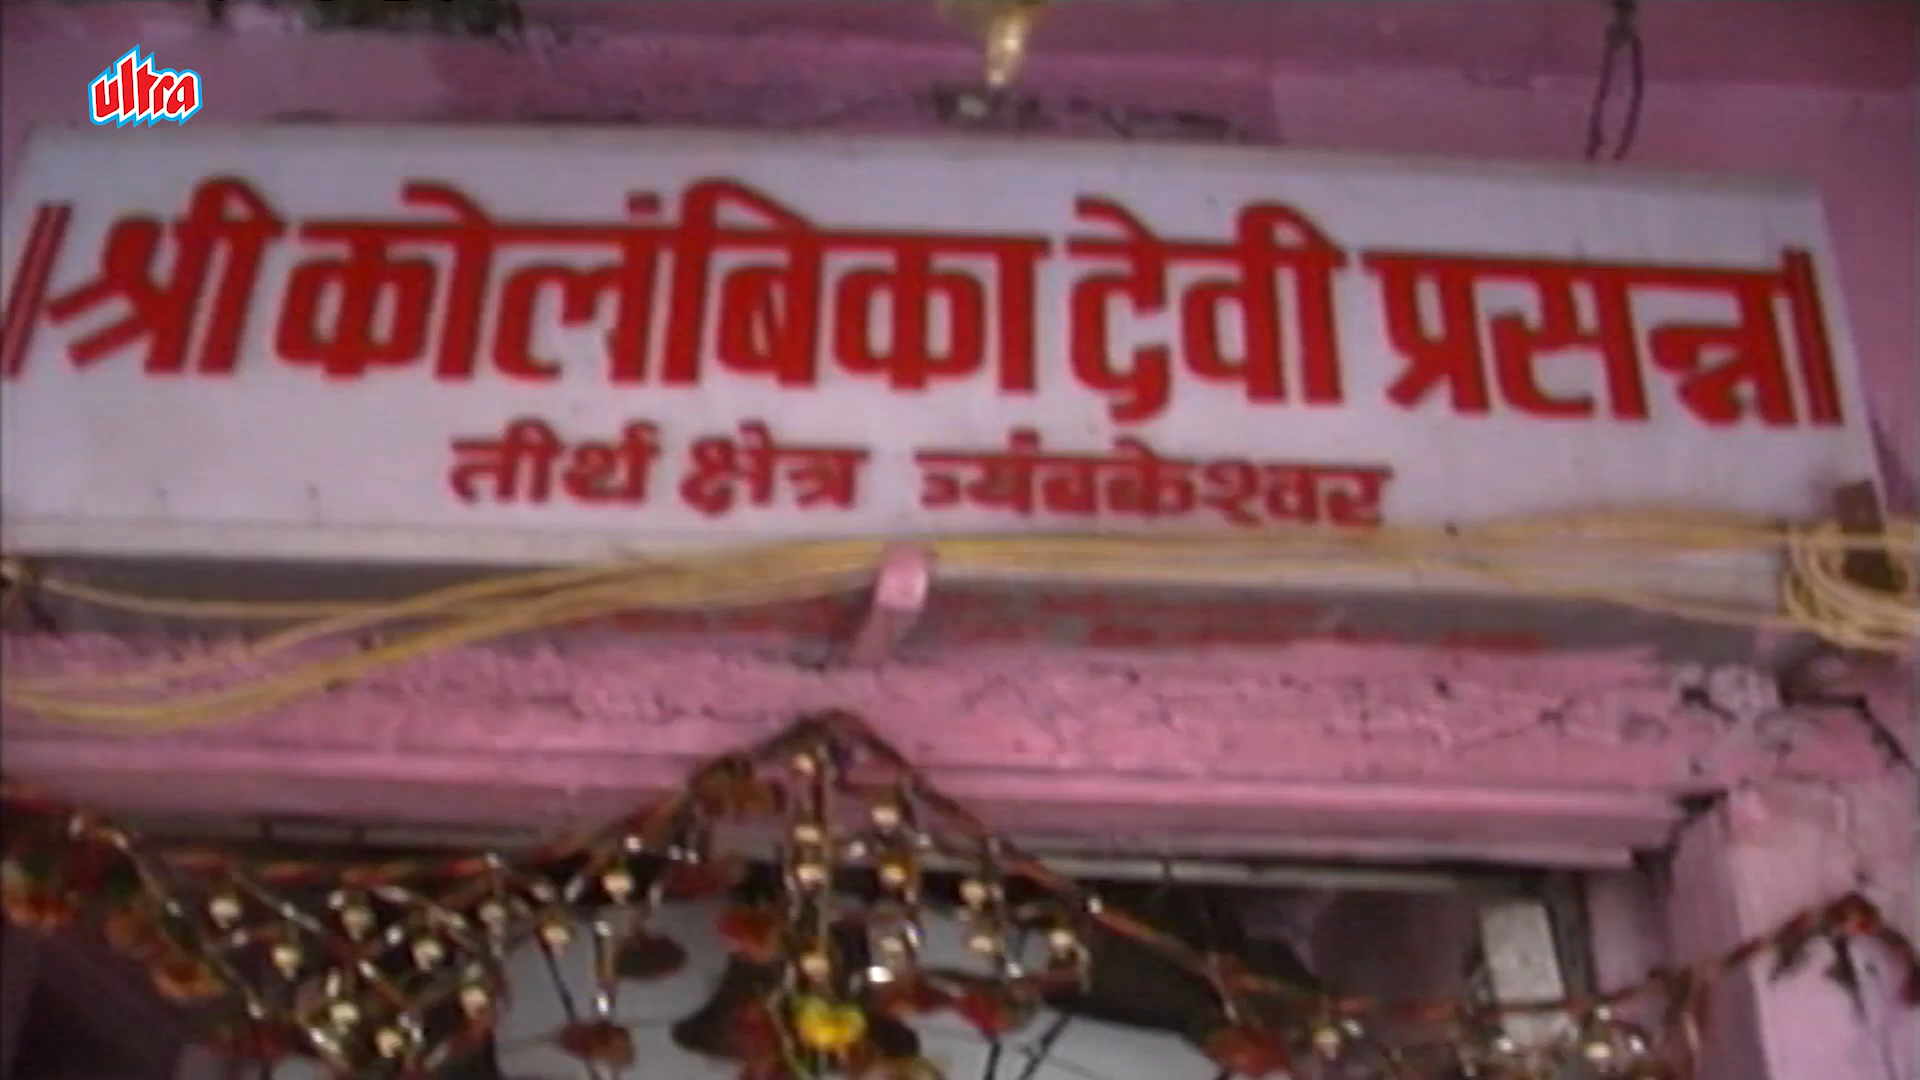 ultra
॥श्री कोलंबिका देवी प्रसन्न॥
तीर्थ क्षेत्र त्र्यंबकेश्वर